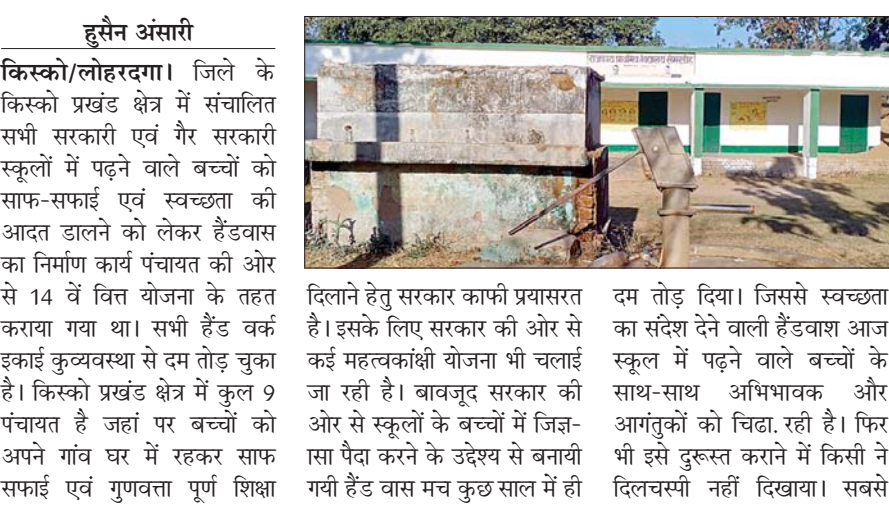 हुसैन अंसारी
किस्को/लोहरदगा। जिले के
किस्को प्रखंड क्षेत्र में संचालित
सभी सरकारी एवं गैर सरकारी
स्कूलों में पढ़ने वाले बच्चों को
साफ-सफाई एवं स्वच्छता की
आदत डालने को लेकर हैंडवास
का निर्माण कार्य पंचायत की ओर
से 14 वें वित्त योजना के तहत
कराया गया था। सभी हैंड वर्क
इकाई कुव्यवस्था से दम तोड़ चुका
है। किस्को प्रखंड क्षेत्र में कुल 9
पंचायत है जहां पर बच्चों को
अपने गांव घर में रहकर साफ
सफाई एवं गुणवत्ता पूर्ण शिक्षा
राजकीय प्राथमिक विद्यालय
दिलाने हेतु सरकार काफी प्रयासरत
है। इसके लिए सरकार की ओर से
कई महत्वकांक्षी योजना भी चलाई
जा रही है। बावजूद सरकार की
ओर से स्कूलों के बच्चों में जिज्ञ-
ासा पैदा करने के उद्देश्य से बनायी
गयी हैंड वास मच कुछ साल में ही
दम तोड़ दिया। जिससे स्वच्छता
का संदेश देने वाली हैंडवाश आज
स्कूल में पढ़ने वाले बच्चों के
साथ-साथ अभिभावक और
आगंतुकों को चिढा. रही है। फिर
भी इसे दुरूस्त कराने में किसी ने
दिलचस्पी नहीं दिखाया। सबसे